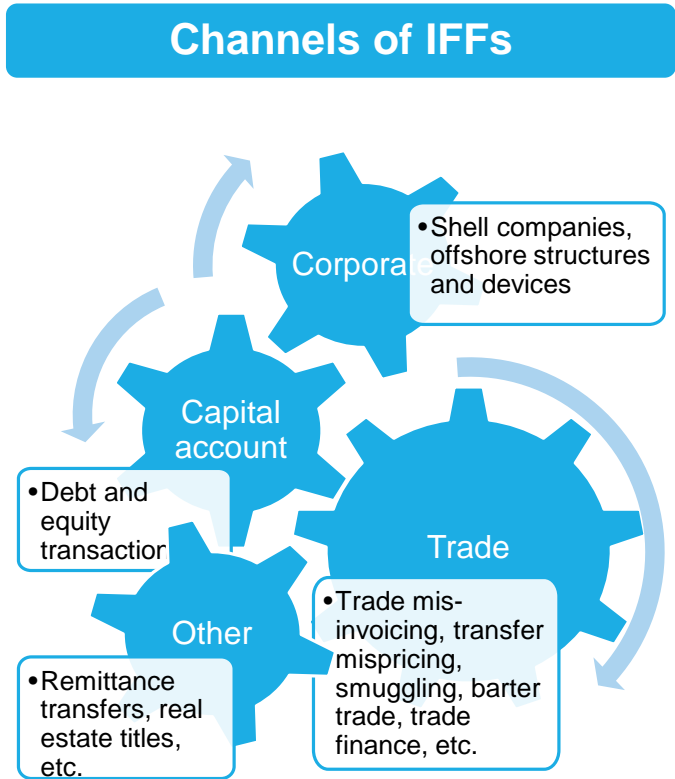 Channels of IFFs
Corporate
•Shell companies,
offshore structures
and devices
Capital
account
•Debt and
equity
transaction
Trade
•Trade mis-
invoicing, transfer
mispricing,
smuggling, barter
trade, trade
finance, etc.
Other
•Remittance
transfers, real
estate titles,
etc.